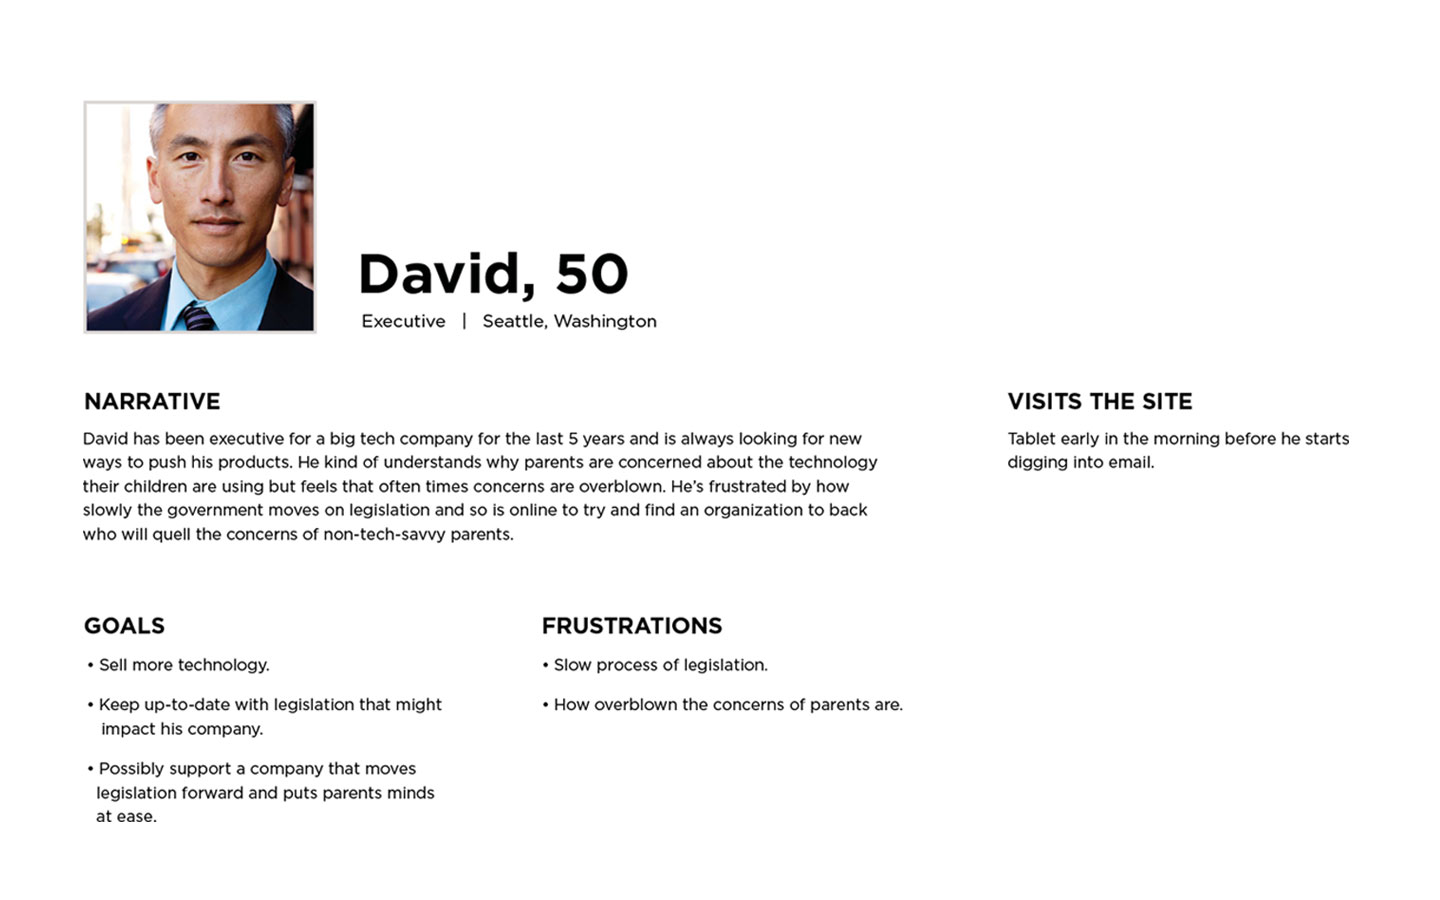 David, 50
Executive | Seattle, Washington
NARRATIVE
David has been executive for a big tech company for the last 5 years and is always looking for new
ways to push his products. He kind of understands why parents are concerned about the technology
their children are using but feels that often times concerns are overblown. He’s frustrated by how
slowly the government moves on legislation and so is online to try and find an organization to back
who will quell the concerns of non-tech-savvy parents.
VISITS THE SITE
Tablet early in the morning before he starts
digging into email.
GOALS
• Sell more technology.
• Keep up-to-date with legislation that might
impact his company.
• Possibly support a company that moves
legislation forward and puts parents minds
at ease.
FRUSTRATIONS
• Slow process of legislation.
• How overblown the concerns of parents are.